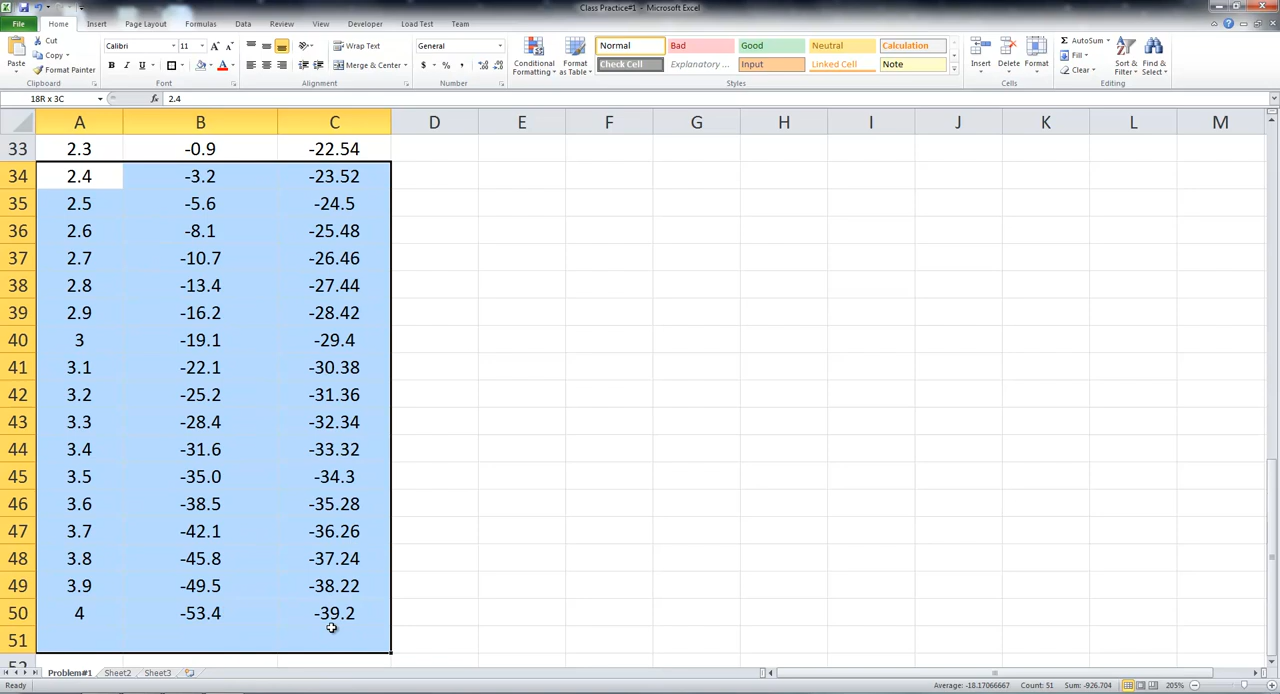 Class Practice#1 - Microsoft Excel
File Home Insert Page Layout Formulas Data Review View Developer Load Test Team
Cut
Copy
Format Painter
Paste
Clipboard
Calibri 11
B I U
Font
Wrap Text
Merge & Center
Alignment
General
$ % ,
Number
Conditional Formatting
Format as Table
Normal Bad Good Neutral Calculation
Check Cell Explanatory ... Input Linked Cell Note
Styles
Insert Delete Format
Cells
AutoSum
Fill
Clear
Sort & Filter
Find & Select
Editing
18R x 3C fx 2.4
A B C D E F G H I J K L M
33 2.3 -0.9 -22.54
34 2.4 -3.2 -23.52
35 2.5 -5.6 -24.5
36 2.6 -8.1 -25.48
37 2.7 -10.7 -26.46
38 2.8 -13.4 -27.44
39 2.9 -16.2 -28.42
40 3 -19.1 -29.4
41 3.1 -22.1 -30.38
42 3.2 -25.2 -31.36
43 3.3 -28.4 -32.34
44 3.4 -31.6 -33.32
45 3.5 -35.0 -34.3
46 3.6 -38.5 -35.28
47 3.7 -42.1 -36.26
48 3.8 -45.8 -37.24
49 3.9 -49.5 -38.22
50 4 -53.4 -39.2
51
52
Problem#1 Sheet2 Sheet3
Ready Average: -18.17066667 Count: 51 Sum: -926.704 205%